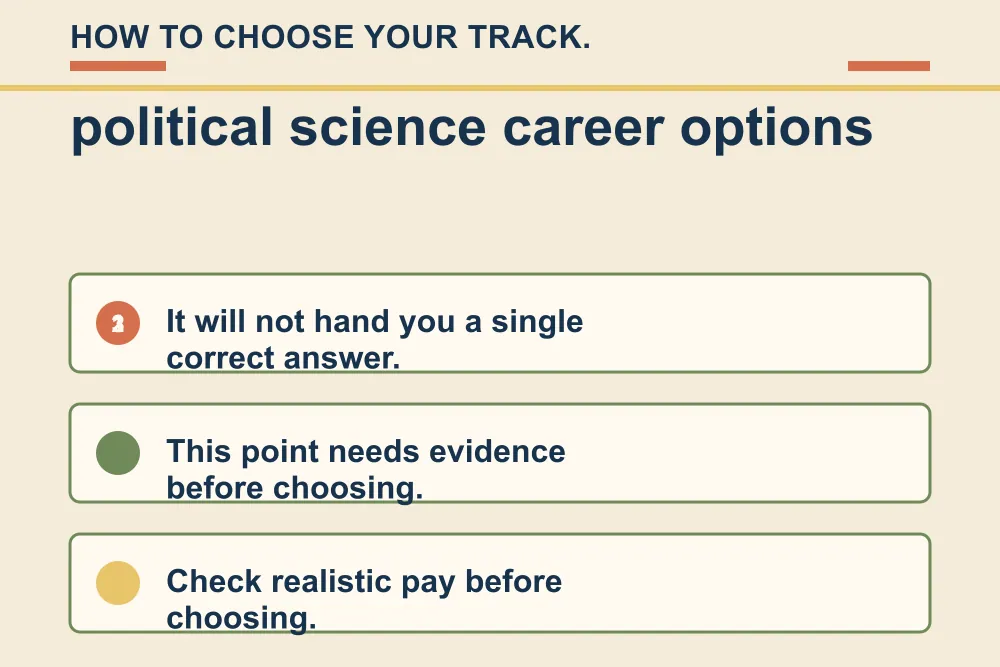 HOW TO CHOOSE YOUR TRACK.
political science career options
It will not hand you a single
correct answer.
This point needs evidence
before choosing.
Check realistic pay before
choosing.